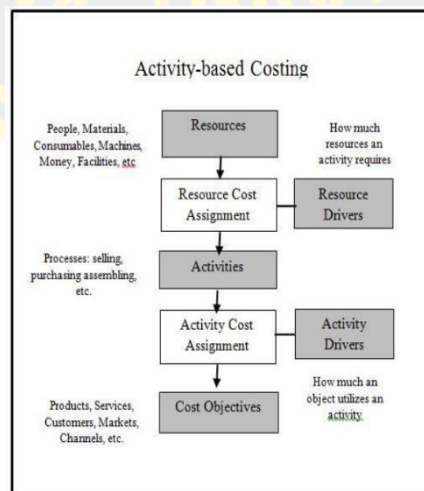 Activity-based Costing
People, Materials,
Consumables, Machines,
Money, Facilities, etc
Resources
How much
resources an
activity requires
Resource Cost
Assignment
Resource
Drivers
Processes: selling,
purchasing assembling,
etc.
Activities
Activity Cost
Assignment
Activity
Drivers
Products, Services,
Customers, Markets,
Channels, etc.
Cost Objectives
How much an
object utilizes an
activity